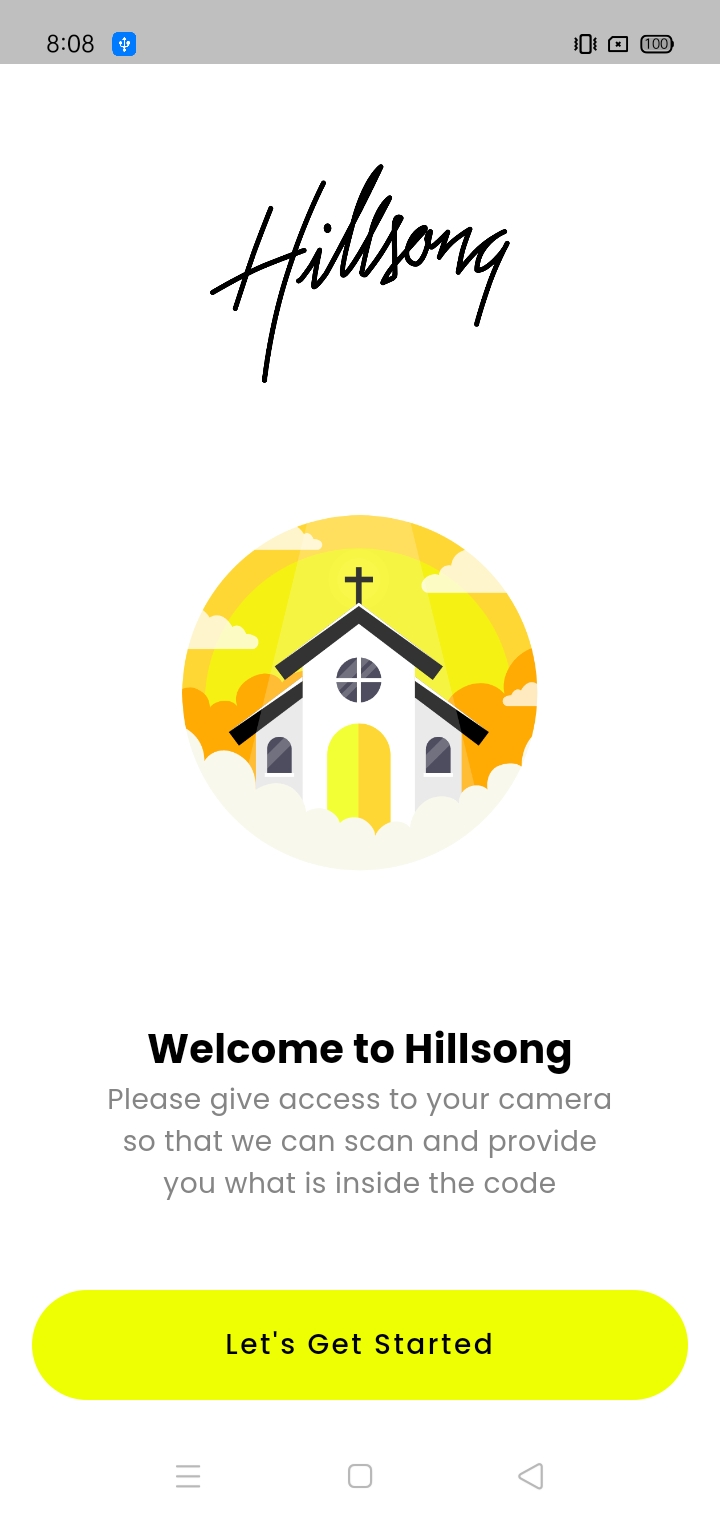 8:08
100
Hillsong
Welcome to Hillsong
Please give access to your camera
so that we can scan and provide
you what is inside the code
Let's Get Started